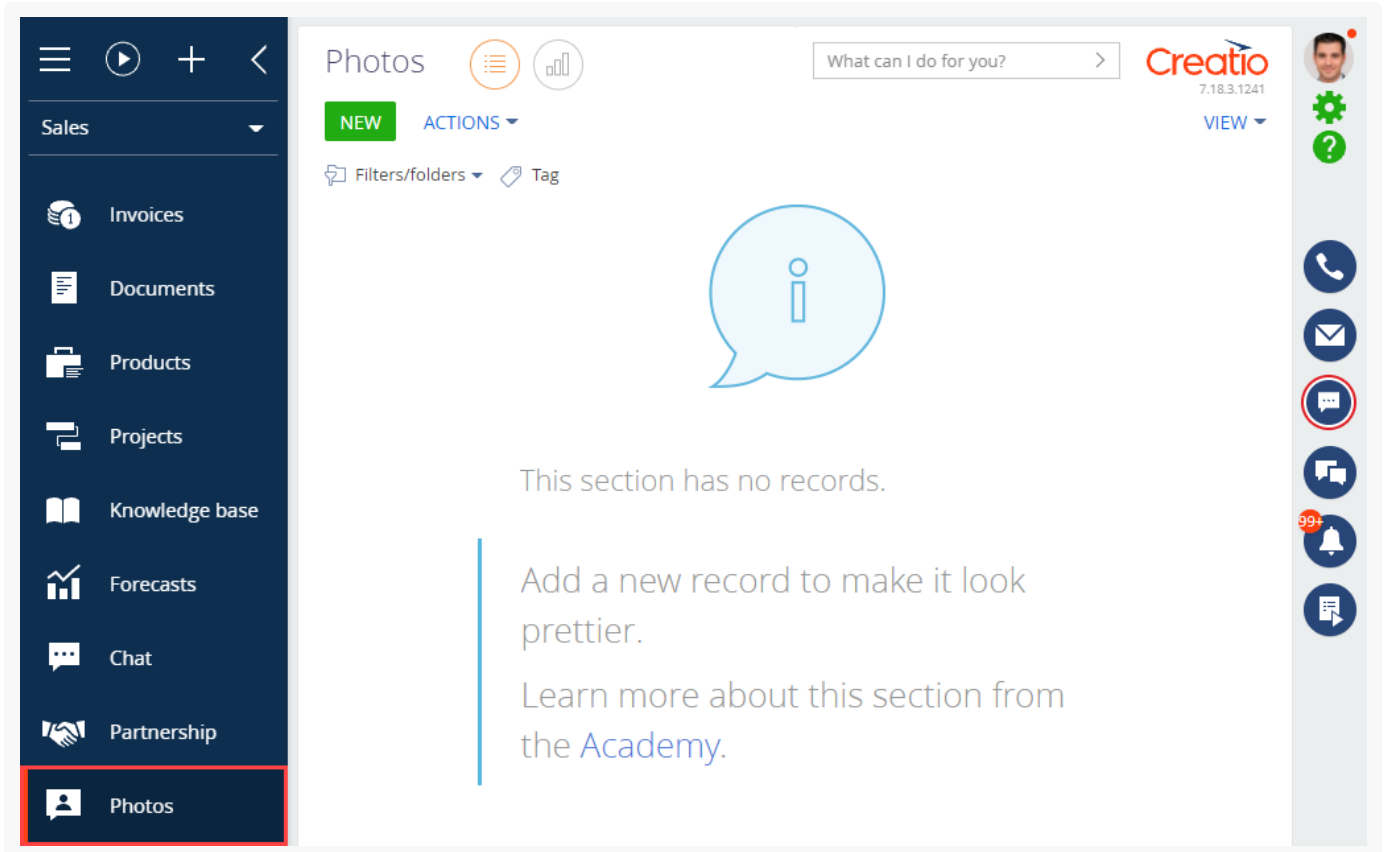 Sales
Invoices
Documents
Products
Projects
Knowledge base
Forecasts
Chat
Partnership
Photos
Photos
What can I do for you?
Creatio
7.18.3.1241
NEW
ACTIONS
VIEW
Filters/folders
Tag
This section has no records.
Add a new record to make it look
prettier.
Learn more about this section from
the Academy.
99+